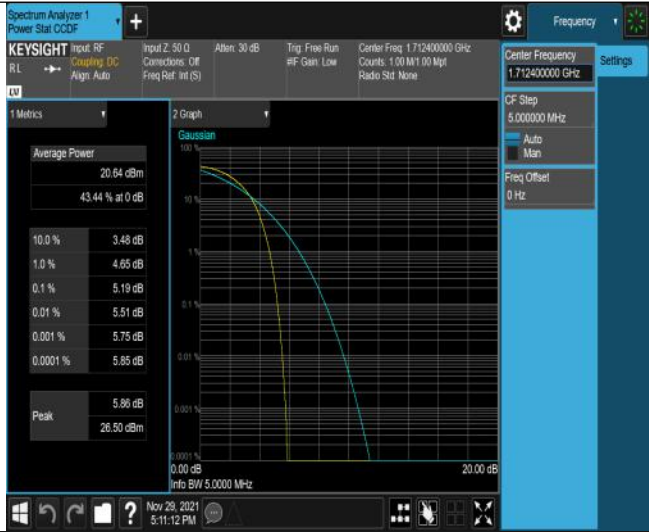 Spectrum Analyzer 1
Power Stat CCDF
Frequency
KEYSIGHT
RL
Input: RF
Coupling: DC
Align: Auto
Input Z: 50 Ω
Corrections: Off
Freq Ref: Int (S)
Atten: 30 dB
Trig: Free Run
#IF Gain: Low
Center Freq: 1.712400000 GHz
Counts: 1.00 M/1.00 Mpt
Radio Std: None
LW
Center Frequency
1.712400000 GHz
Settings
CF Step
5.000000 MHz
Auto
Man
Freq Offset
0 Hz
1 Metrics
Average Power
20.64 dBm
43.44 % at 0 dB
10.0 % 3.48 dB
1.0 % 4.65 dB
0.1 % 5.19 dB
0.01 % 5.51 dB
0.001 % 5.75 dB
0.0001 % 5.85 dB
Peak
5.86 dB
26.50 dBm
2 Graph
Gaussian
100 %
10 %
1 %
0.1 %
0.01 %
0.001 %
0.0001 %
0.00 dB 20.00 dB
Info BW 5.0000 MHz
?
Nov 29, 2021
5:11:12 PM